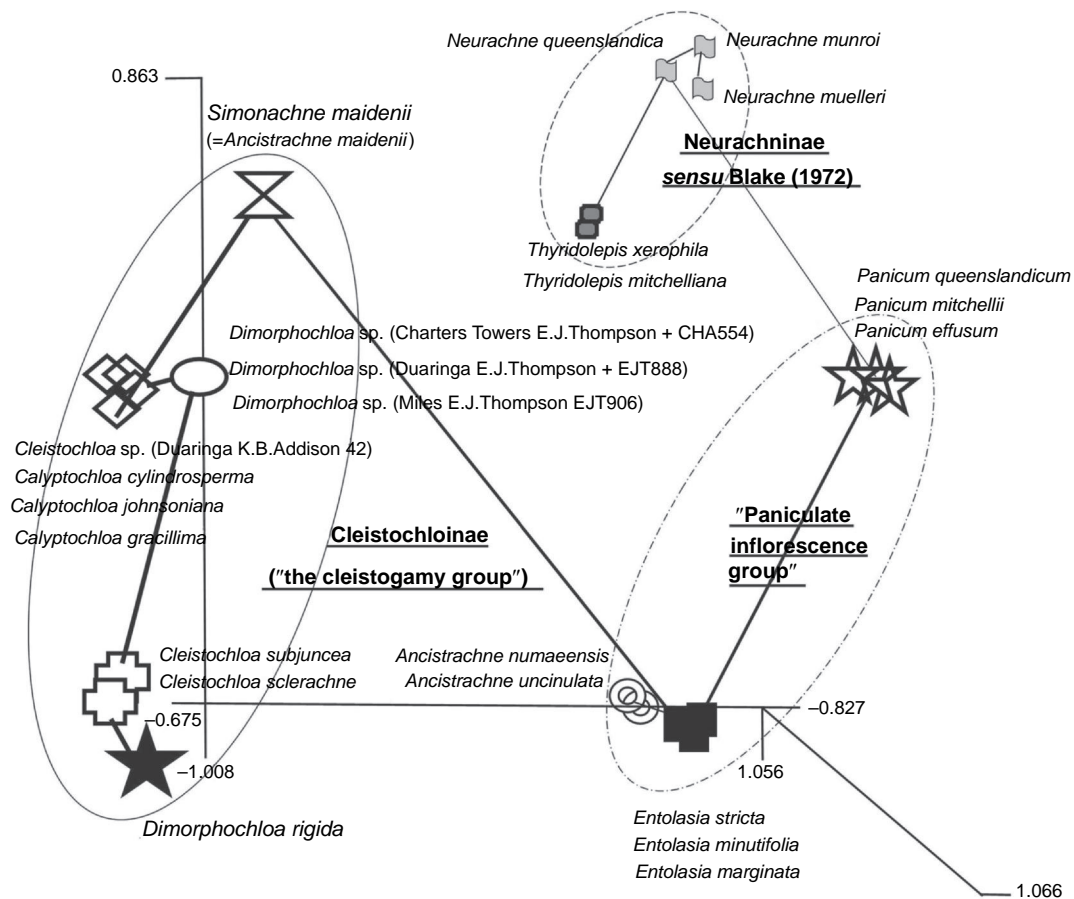 Neurachne queenslandica
Neurachne munroi
Neurachne muelleri
0.863
Simonachne maidenii
(=Ancistrachne maidenii)
Neurachninae
sensu Blake (1972)
Thyridolepis xerophila
Thyridolepis mitchelliana
Panicum queenslandicum
Panicum mitchellii
Panicum effusum
Dimorphochloa sp. (Charters Towers E.J.Thompson + CHA554)
Dimorphochloa sp. (Duaringa E.J.Thompson + EJT888)
Dimorphochloa sp. (Miles E.J.Thompson EJT906)
Cleistochloa sp. (Duaringa K.B.Addison 42)
Calyptochloa cylindrosperma
Calyptochloa johnsoniana
Calyptochloa gracillima
Cleistochloinae
("the cleistogamy group")
"Paniculate
inflorescence
group"
Cleistochloa subjuncea
Cleistochloa sclerachne
Ancistrachne numaeensis
Ancistrachne uncinulata
–0.675
–0.827
–1.008
1.056
Dimorphochloa rigida
Entolasia stricta
Entolasia minutifolia
Entolasia marginata
1.066